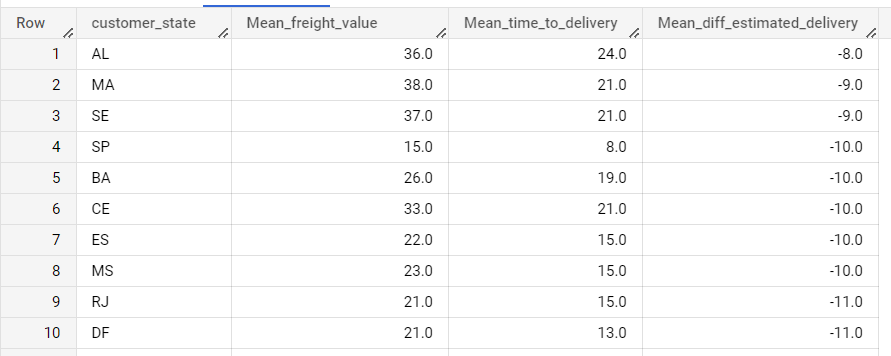 Row customer_state Mean_freight_value Mean_time_to_delivery Mean_diff_estimated_delivery
1 AL 36.0 24.0 -8.0
2 MA 38.0 21.0 -9.0
3 SE 37.0 21.0 -9.0
4 SP 15.0 8.0 -10.0
5 BA 26.0 19.0 -10.0
6 CE 33.0 21.0 -10.0
7 ES 22.0 15.0 -10.0
8 MS 23.0 15.0 -10.0
9 RJ 21.0 15.0 -11.0
10 DF 21.0 13.0 -11.0